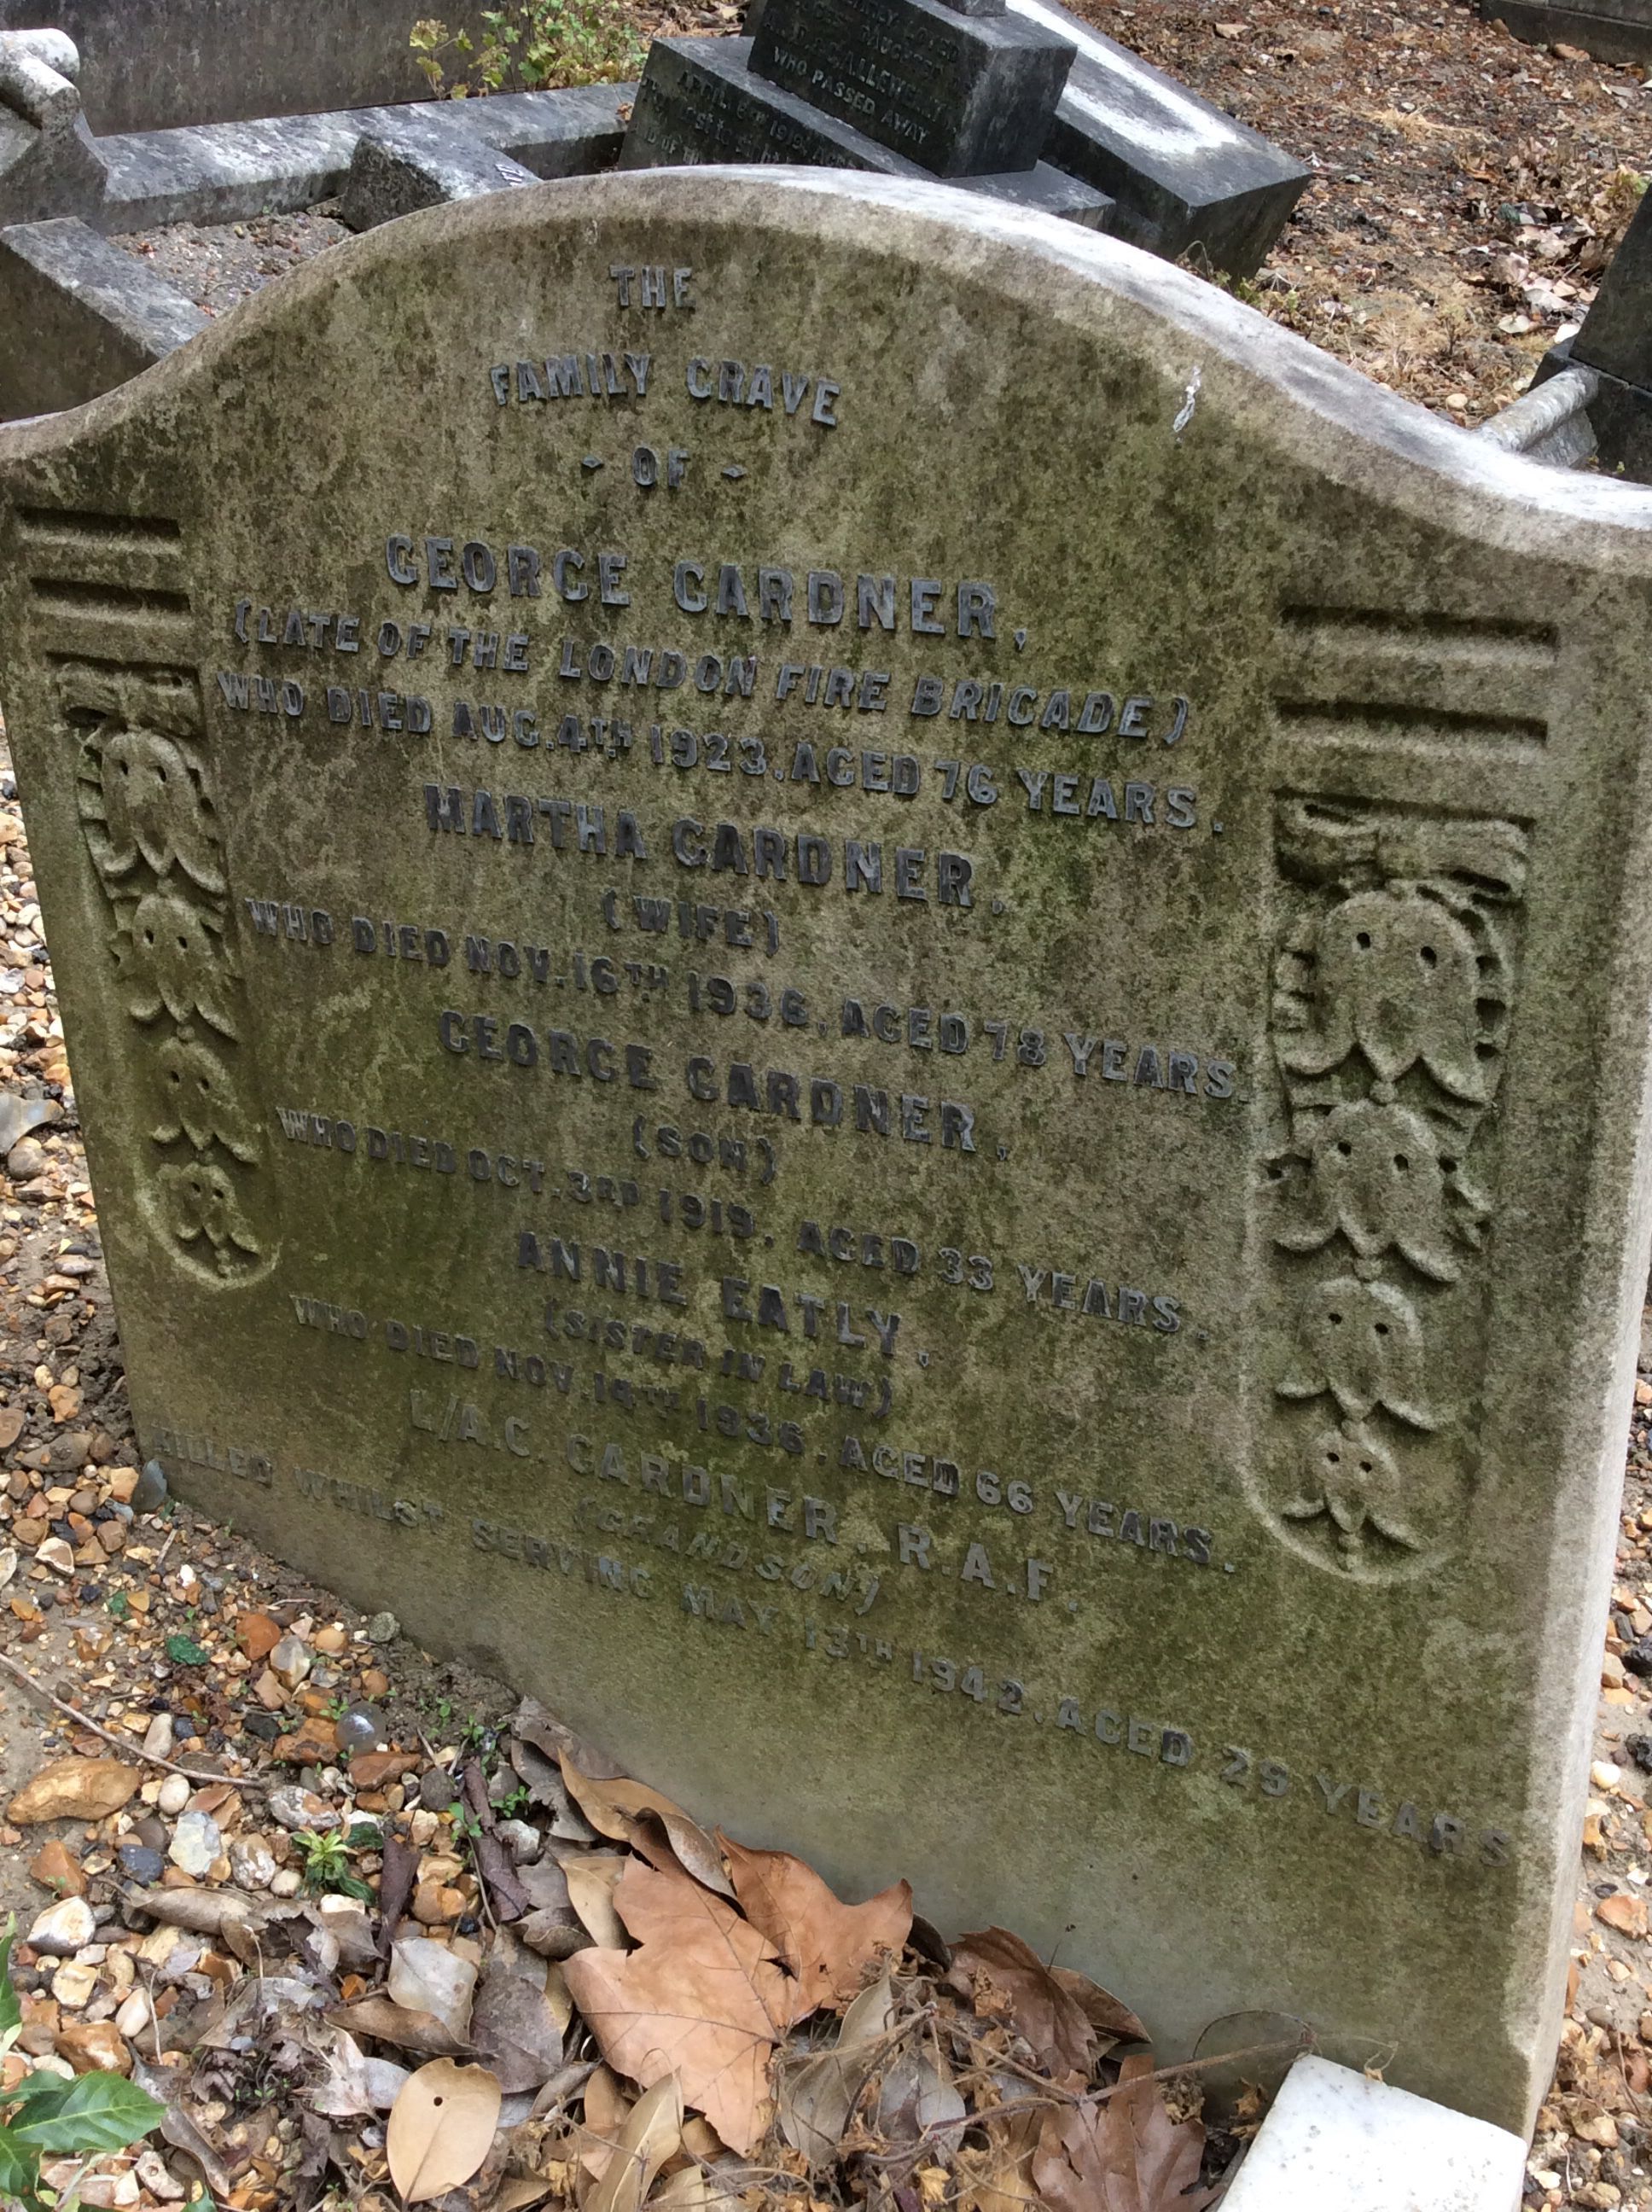 WHO PASSED AWAY
THE
FAMILY GRAVE
- OF -
GEORGE GARDNER,
(LATE OF THE LONDON FIRE BRIGADE)
WHO DIED AUG. 4TH 1923, AGED 76 YEARS.
MARTHA GARDNER,
(WIFE)
WHO DIED NOV. 16TH 1936, AGED 78 YEARS.
GEORGE GARDNER,
(SON)
WHO DIED OCT. 3RD 1919, AGED 33 YEARS.
ANNIE EATLY,
(SISTER IN LAW)
WHO DIED NOV. 14TH 1936, AGED 66 YEARS.
L/A.C. GARDNER, R.A.F.
(GRANDSON)
KILLED WHILST SERVING MAY 13TH 1942, AGED 29 YEARS